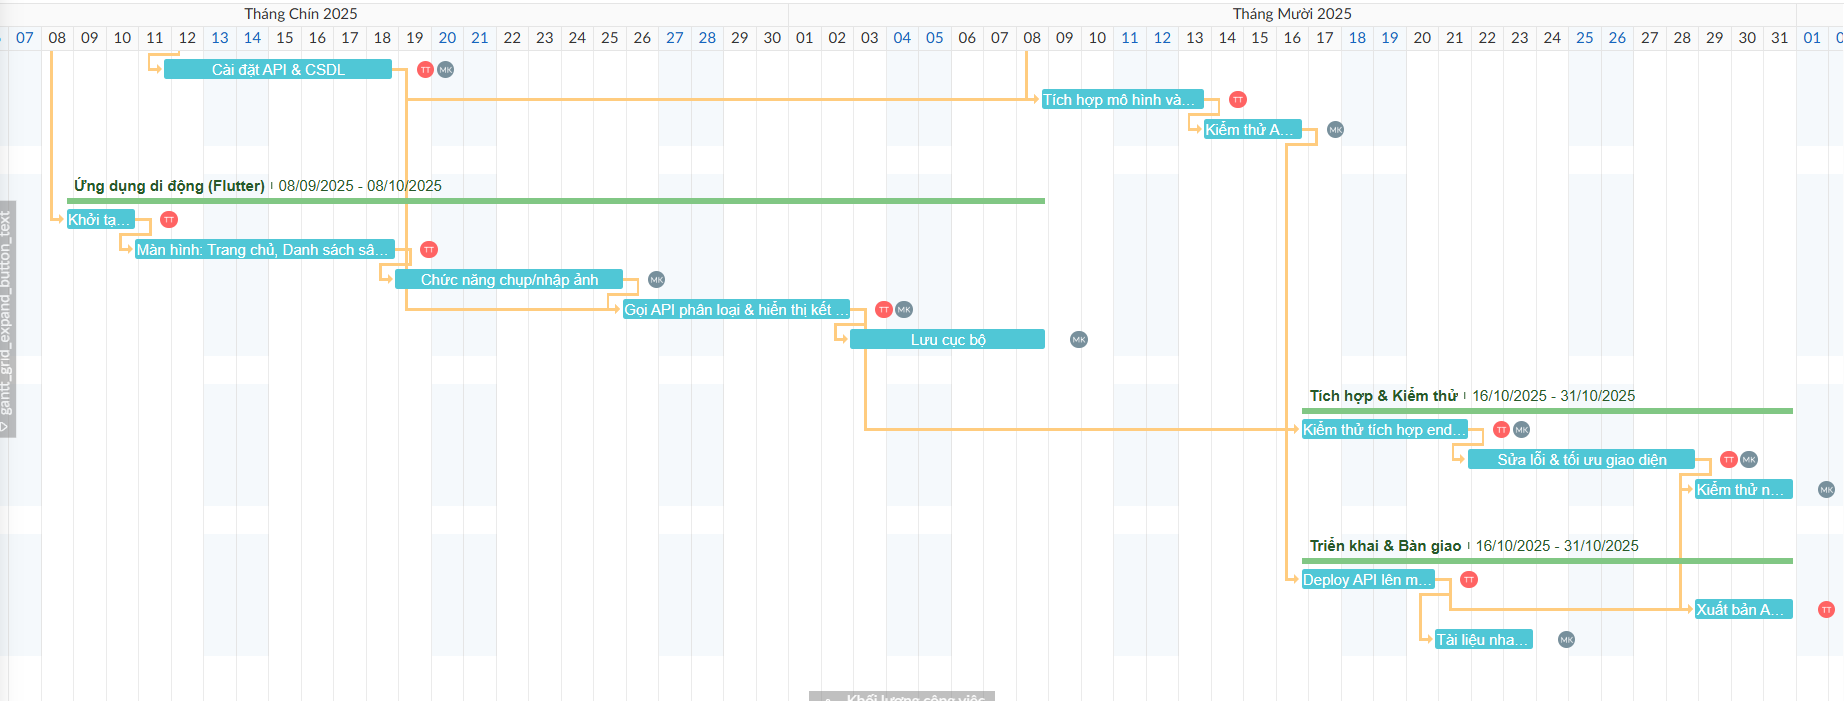 Tháng Chín 2025 Tháng Mười 2025
07 08 09 10 11 12 13 14 15 16 17 18 19 20 21 22 23 24 25 26 27 28 29 30 01 02 03 04 05 06 07 08 09 10 11 12 13 14 15 16 17 18 19 20 21 22 23 24 25 26 27 28 29 30 31 01
Cài đặt API & CSDL TT MK
Tích hợp mô hình và... TT
Kiểm thử A... MK
Ứng dụng di động (Flutter) 08/09/2025 - 08/10/2025
Khởi tạ... TT
Màn hình: Trang chủ, Danh sách sâ... TT
Chức năng chụp/nhập ảnh MK
Gọi API phân loại & hiển thị kết ... TT MK
Lưu cục bộ MK
Tích hợp & Kiểm thử 16/10/2025 - 31/10/2025
Kiểm thử tích hợp end... TT MK
Sửa lỗi & tối ưu giao diện TT MK
Kiểm thử n... MK
Triển khai & Bàn giao 16/10/2025 - 31/10/2025
Deploy API lên m... TT
Xuất bản A... TT
Tài liệu nha... MK
Khối lượng công việc
gantt_grid_expand_button_text